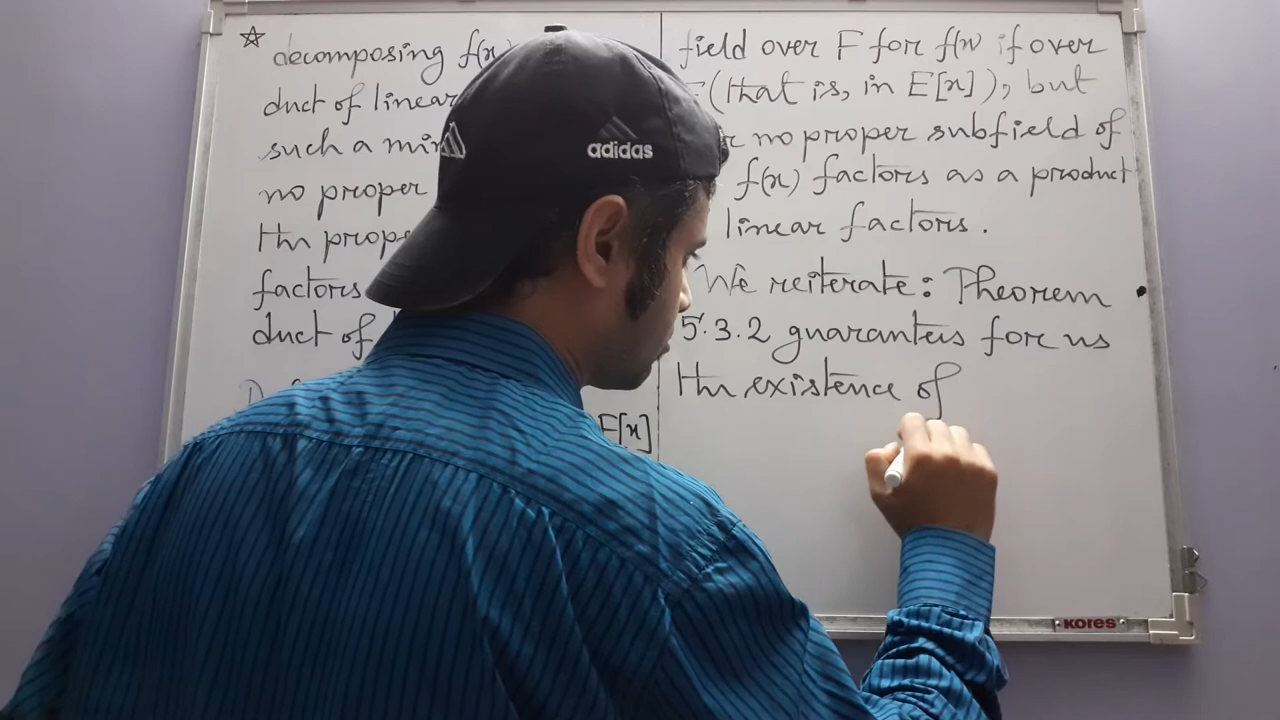 decomposing f(x)
duct of linear
such a min
no proper
the prope
factors
duct of
F[x]
field over F for f(x) if over
(that is, in E[x]), but
no proper subfield of
f(x) factors as a product
linear factors.
We reiterate: Theorem
5.3.2 guarantees for us
the existence of
adidas
KORES